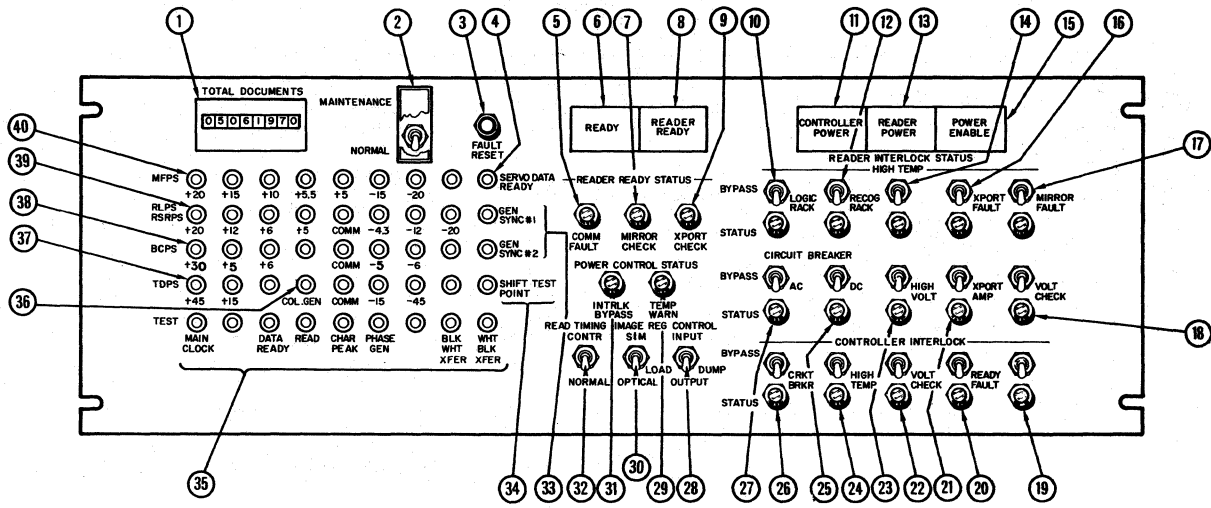 1 2 3 4 5 6 7 8 9 10 11 12 13 14 15 16
TOTAL DOCUMENTS
05061970
MAINTENANCE
NORMAL
FAULT
RESET
READY
READER
READY
CONTROLLER
POWER
READER
POWER
POWER
ENABLE
40
39
38
37
36
MFPS
+20 +15 +10 +5.5 +5 -15 -20
SERVO DATA
READY
RLPS
RSRPS
+20 +12 +6 +5 COMM -4.3 -12 -20
GEN
SYNC #1
BCPS
+30 +5 +6 COMM -5 -6
GEN
SYNC #2
TDPS
+45 +15 COL.GEN COMM -15 -45
SHIFT TEST
POINT
TEST
MAIN
CLOCK
DATA
READY
READ
CHAR
PEAK
PHASE
GEN
BLK
WHT
XFER
WHT
BLK
XFER
READER READY STATUS
COMM
FAULT
MIRROR
CHECK
XPORT
CHECK
POWER CONTROL STATUS
INTRLK
BYPASS
TEMP
WARN
READ TIMING IMAGE REG CONTROL
CONTR SIM INPUT
LOAD DUMP
NORMAL OPTICAL OUTPUT
READER INTERLOCK STATUS
HIGH TEMP
BYPASS
LOGIC
RACK
RECOG
RACK
XPORT
FAULT
MIRROR
FAULT
STATUS
17
CIRCUIT BREAKER
BYPASS
AC
DC
HIGH
VOLT
XPORT
AMP
VOLT
CHECK
STATUS
18
CONTROLLER INTERLOCK
BYPASS
CRKT
BRKR
HIGH
TEMP
VOLT
CHECK
READY
FAULT
STATUS
35 34 33 32 31 30 29 28 27 26 25 24 23 22 21 20 19